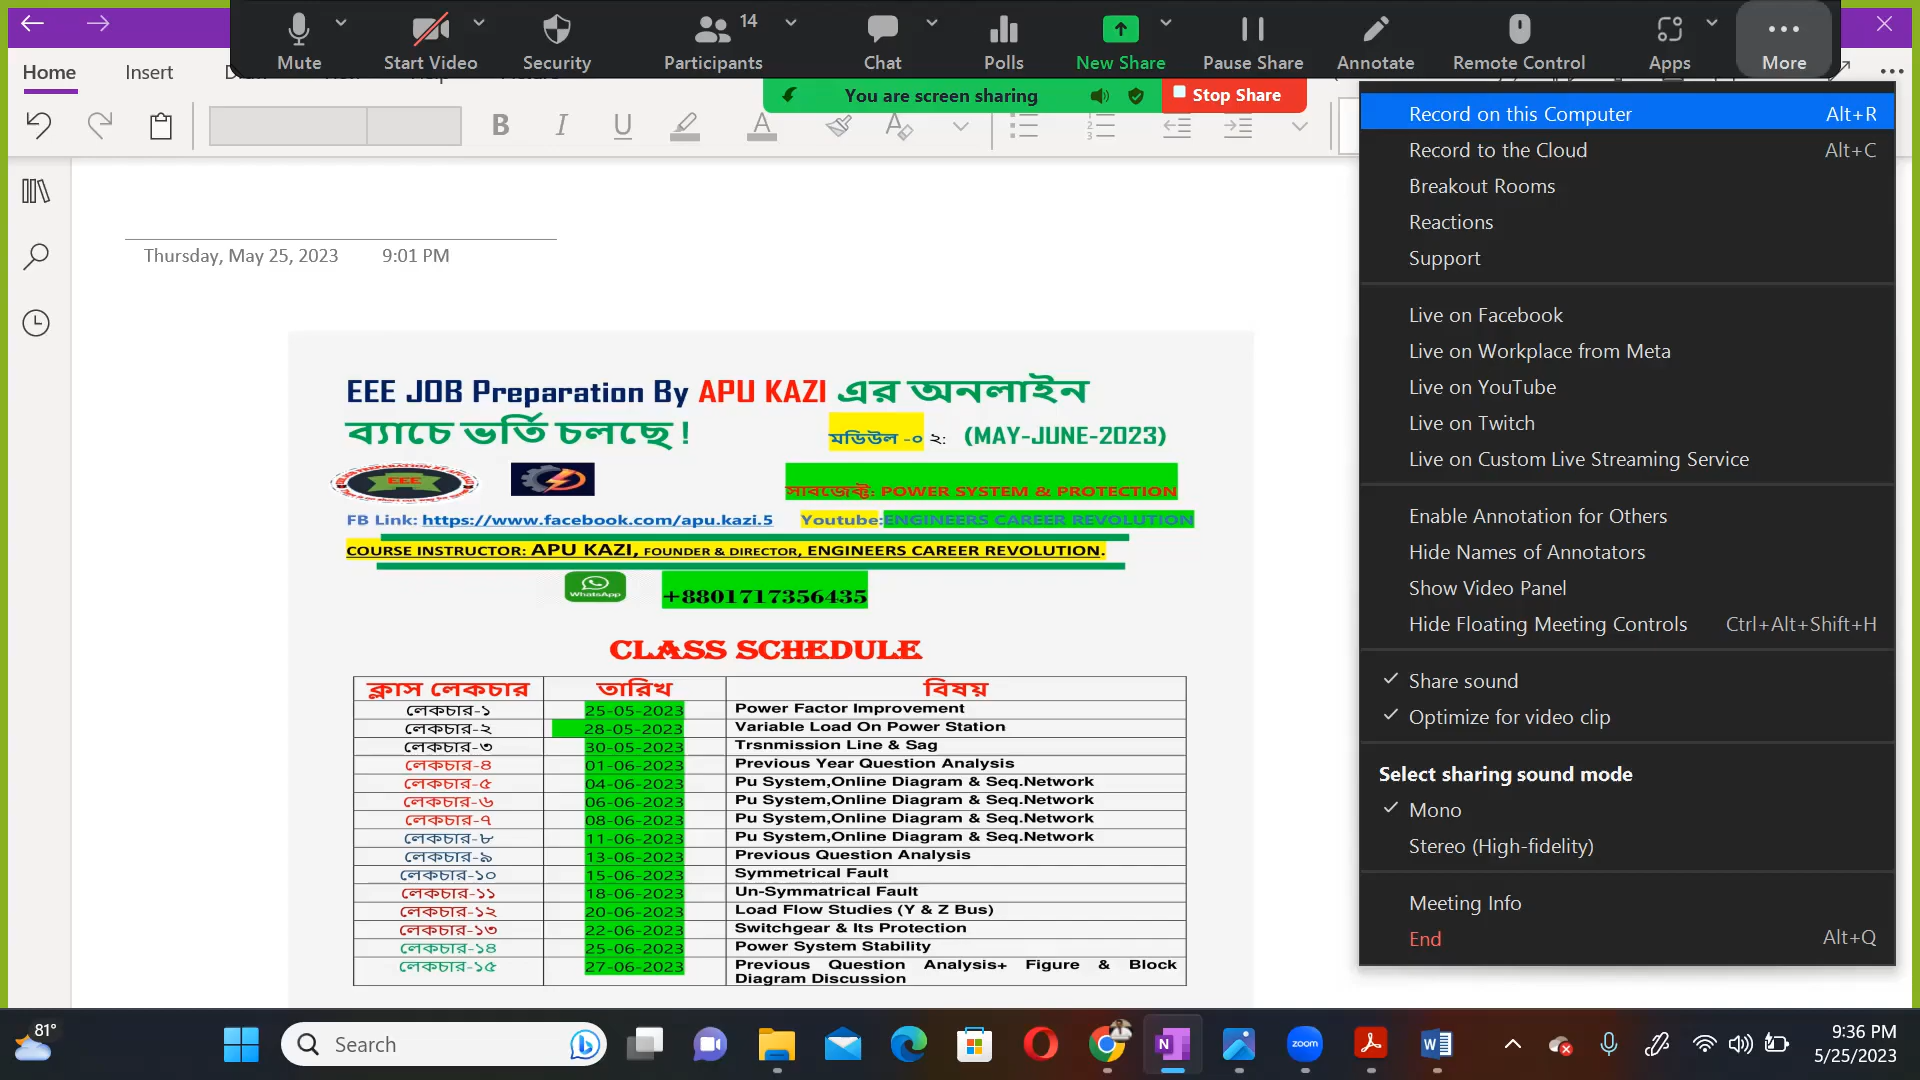 Mute
Start Video
Security
Participants
14
Chat
Polls
New Share
Pause Share
Annotate
Remote Control
Apps
More
Home
Insert
You are screen sharing
Stop Share
B I U
Thursday, May 25, 2023 9:01 PM
EEE JOB Preparation By APU KAZI এর অনলাইন
ব্যাচে ভর্তি চলছে !
মডিউল -০ ২: (MAY-JUNE-2023)
EEE
সাবজেক্ট: POWER SYSTEM & PROTECTION
FB Link: https://www.facebook.com/apu.kazi.5 Youtube:ENGINEERS CAREER REVOLUTION
COURSE INSTRUCTOR: APU KAZI, FOUNDER & DIRECTOR, ENGINEERS CAREER REVOLUTION.
WhatsApp
+8801717356435
CLASS SCHEDULE
ক্লাস লেকচার তারিখ বিষয়
লেকচার-১ 25-05-2023 Power Factor Improvement
লেকচার-২ 28-05-2023 Variable Load On Power Station
লেকচার-৩ 30-05-2023 Trsnmission Line & Sag
লেকচার-৪ 01-06-2023 Previous Year Question Analysis
লেকচার-৫ 04-06-2023 Pu System,Online Diagram & Seq.Network
লেকচার-৬ 06-06-2023 Pu System,Online Diagram & Seq.Network
লেকচার-৭ 08-06-2023 Pu System,Online Diagram & Seq.Network
লেকচার-৮ 11-06-2023 Pu System,Online Diagram & Seq.Network
লেকচার-৯ 13-06-2023 Previous Question Analysis
লেকচার-১০ 15-06-2023 Symmetrical Fault
লেকচার-১১ 18-06-2023 Un-Symmatrical Fault
লেকচার-১২ 20-06-2023 Load Flow Studies (Y & Z Bus)
লেকচার-১৩ 22-06-2023 Switchgear & Its Protection
লেকচার-১৪ 25-06-2023 Power System Stability
লেকচার-১৫ 27-06-2023 Previous Question Analysis+ Figure & Block
Diagram Discussion
Record on this Computer Alt+R
Record to the Cloud Alt+C
Breakout Rooms
Reactions
Support
Live on Facebook
Live on Workplace from Meta
Live on YouTube
Live on Twitch
Live on Custom Live Streaming Service
Enable Annotation for Others
Hide Names of Annotators
Show Video Panel
Hide Floating Meeting Controls Ctrl+Alt+Shift+H
Share sound
Optimize for video clip
Select sharing sound mode
Mono
Stereo (High-fidelity)
Meeting Info
End Alt+Q
81°
Search
N
zoom
W
9:36 PM
5/25/2023